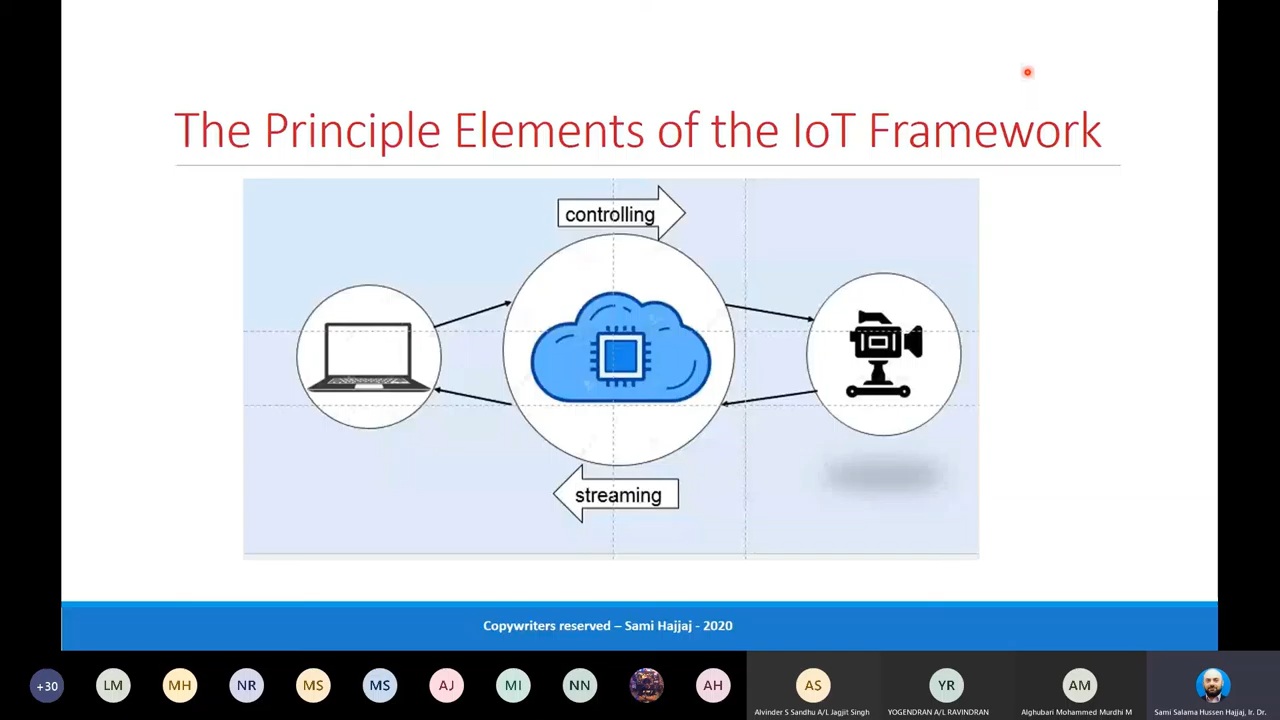 The Principle Elements of the IoT Framework
controlling
streaming
Copywriters reserved – Sami Hajjaj - 2020
+30
LM
MH
NR
MS
MS
AJ
MI
NN
AH
AS
YR
AM
Alvinder S Sandhu A/L Jagjit Singh
YOGENDRAN A/L RAVINDRAN
Alghubari Mohammed Murdhi M
Sami Salama Hussen Hajjaj, Ir. Dr.